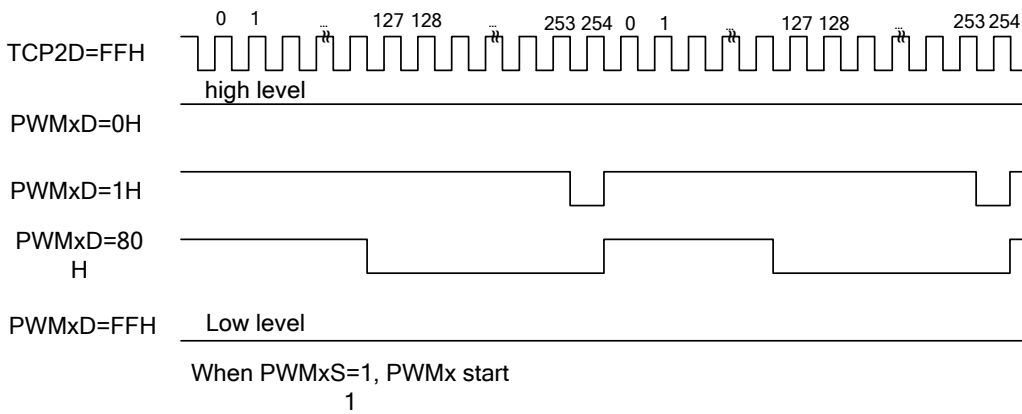 0 1 ... 127 128 ... 253 254 0 1 ... 127 128 ... 253 254
TCP2D=FFH
high level
PWMxD=0H
PWMxD=1H
PWMxD=80
H
PWMxD=FFH Low level
When PWMxS=1, PWMx start
1